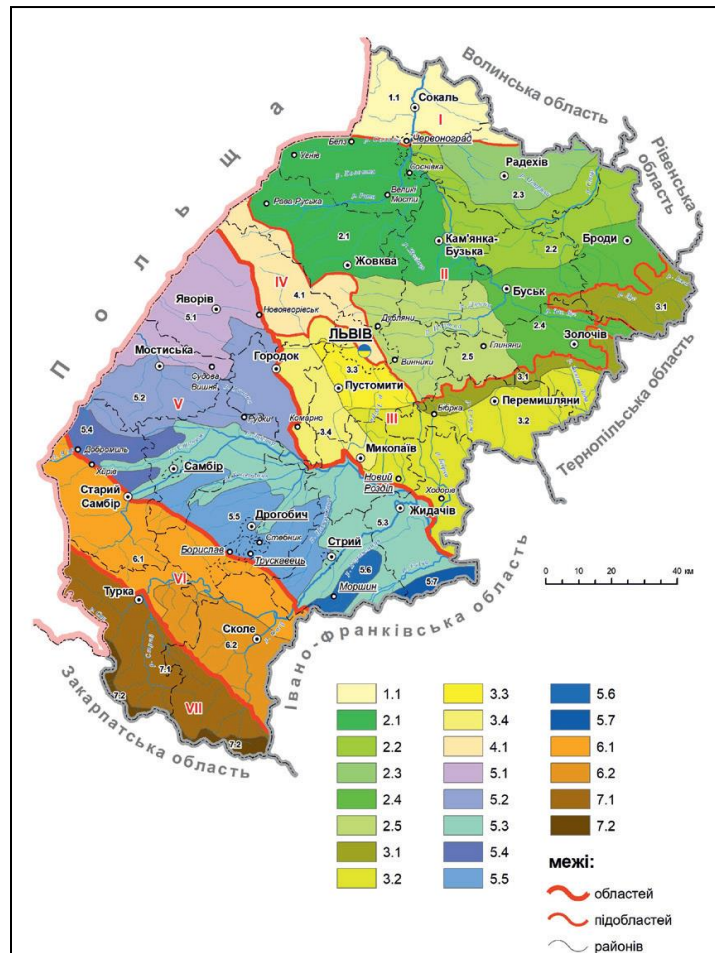 Польща
Волинська область
Рівенська область
Тернопільська область
Івано-Франківська область
Закарпатська область
1.1
Сокаль
I
Червоноград
Белз
Угнів
Соснівка
Радехів
2.3
Великі Мости
Рава Руська
2.1
Кам'янка-Бузька
2.2
Броди
Жовква
II
IV
4.1
Яворів
5.1
Новояворівськ
Буськ
3.1
2.4
Золочів
ЛЬВІВ
Дубляни
Глиняни
2.5
Винники
Мостиська
Судова Вишня
Городок
3.3
Пустомити
3.1
Перемишляни
3.2
Бібрка
5.2
V
Рудки
Комарно
3.4
III
5.4
Добромиль
Хирів
Самбір
Миколаїв
Новий Розділ
Ходорів
Старий Самбір
5.5
Дрогобич
Стебник
5.3
Жидачів
Борислав
Трускавець
Стрий
5.6
5.7
Моршин
6.1
VI
Турка
Сколе
6.2
7.1
7.2
VII
7.2
0 10 20 40 км
1.1
2.1
2.2
2.3
2.4
2.5
3.1
3.2
3.3
3.4
4.1
5.1
5.2
5.3
5.4
5.5
5.6
5.7
6.1
6.2
7.1
7.2
межі:
областей
підобластей
районів